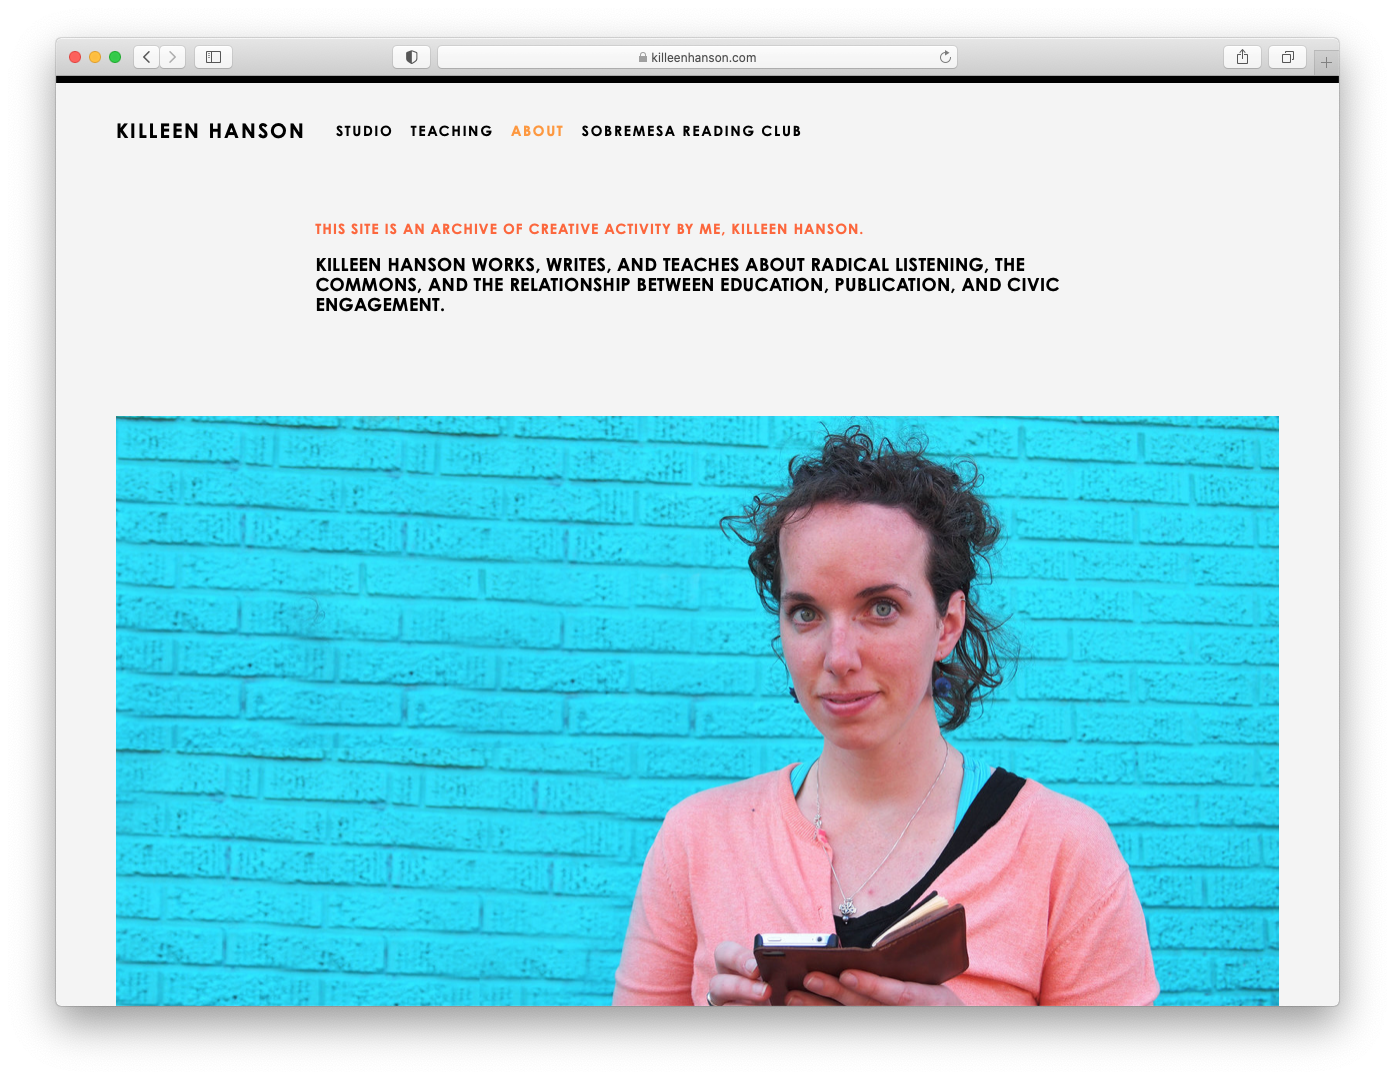 killeenhanson.com
KILLEEN HANSON STUDIO TEACHING ABOUT SOBREMESA READING CLUB
THIS SITE IS AN ARCHIVE OF CREATIVE ACTIVITY BY ME, KILLEEN HANSON.
KILLEEN HANSON WORKS, WRITES, AND TEACHES ABOUT RADICAL LISTENING, THE
COMMONS, AND THE RELATIONSHIP BETWEEN EDUCATION, PUBLICATION, AND CIVIC
ENGAGEMENT.